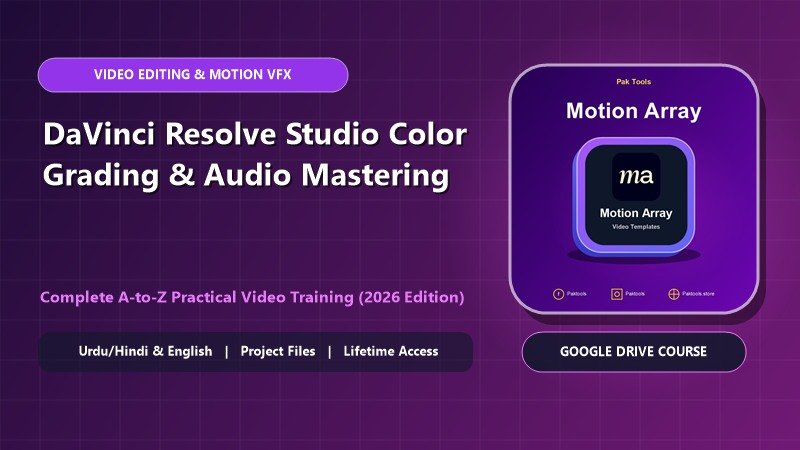 VIDEO EDITING & MOTION VFX
DaVinci Resolve Studio Color
Grading & Audio Mastering
Complete A-to-Z Practical Video Training (2026 Edition)
Urdu/Hindi & English | Project Files | Lifetime Access
Pak Tools
Motion Array
ma
Motion Array
Video Templates
f Paktools Paktools Paktools.store
GOOGLE DRIVE COURSE